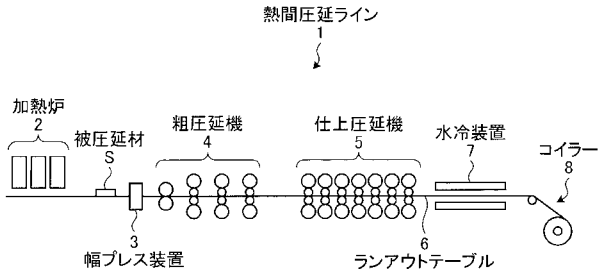 熱間圧延ライン
1
加熱炉
2
被圧延材
S
粗圧延機
4
仕上圧延機
5
水冷装置
7
コイラー
8
3
幅プレス装置
6
ランアウトテーブル